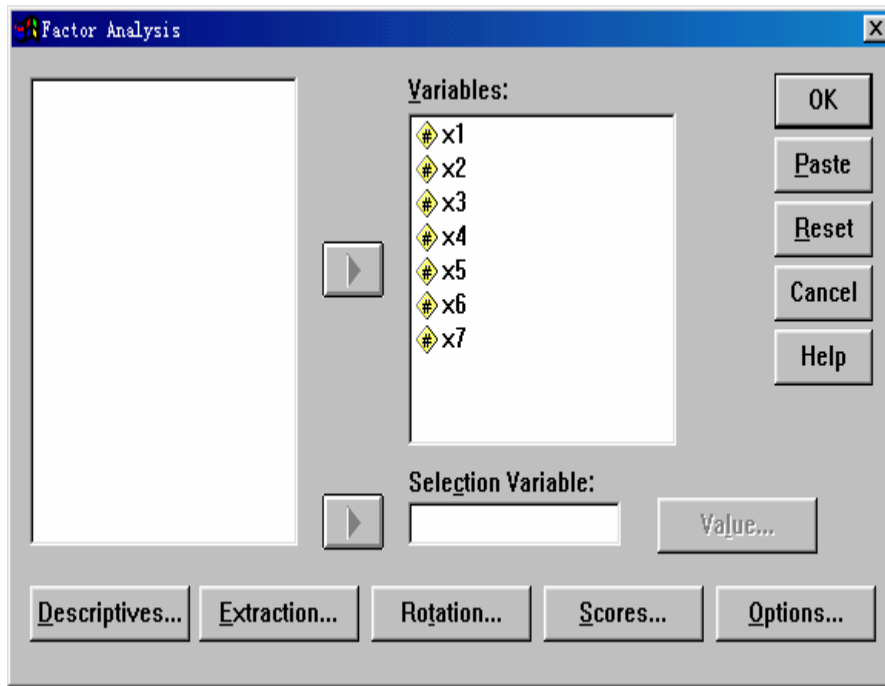 Factor Analysis
Variables:
# x1
# x2
# x3
# x4
# x5
# x6
# x7
OK
Paste
Reset
Cancel
Help
Selection Variable:
Value...
Descriptives...
Extraction...
Rotation...
Scores...
Options...